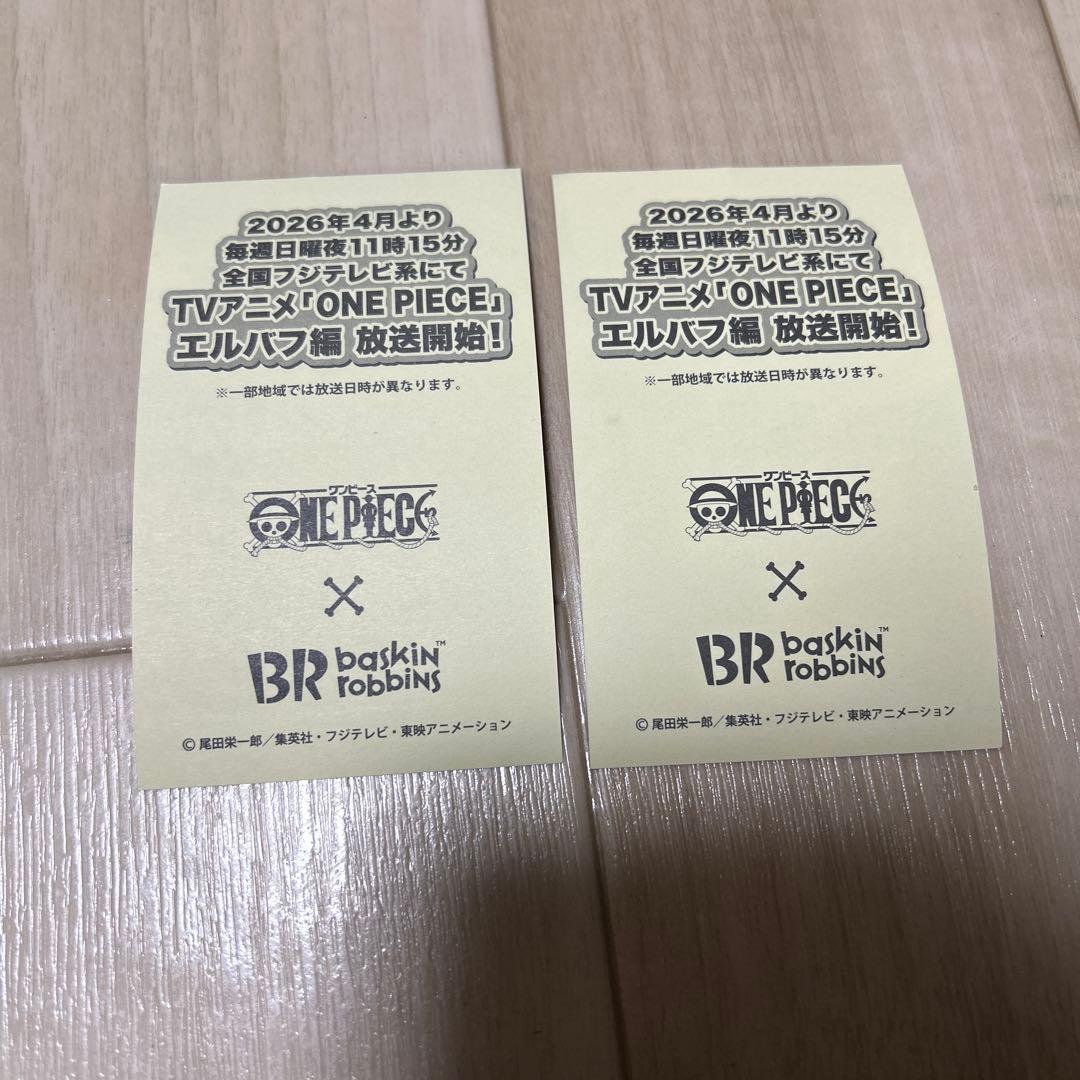 2026年4月より
毎週日曜夜11時15分
全国フジテレビ系にて
TVアニメ「ONE PIECE」
エルバフ編 放送開始!
※一部地域では放送日時が異なります。
ワンピース
ONE PIECE
BR baskin robbins™
© 尾田栄一郎/集英社・フジテレビ・東映アニメーション
2026年4月より
毎週日曜夜11時15分
全国フジテレビ系にて
TVアニメ「ONE PIECE」
エルバフ編 放送開始!
※一部地域では放送日時が異なります。
ワンピース
ONE PIECE
BR baskin robbins™
© 尾田栄一郎/集英社・フジテレビ・東映アニメーション